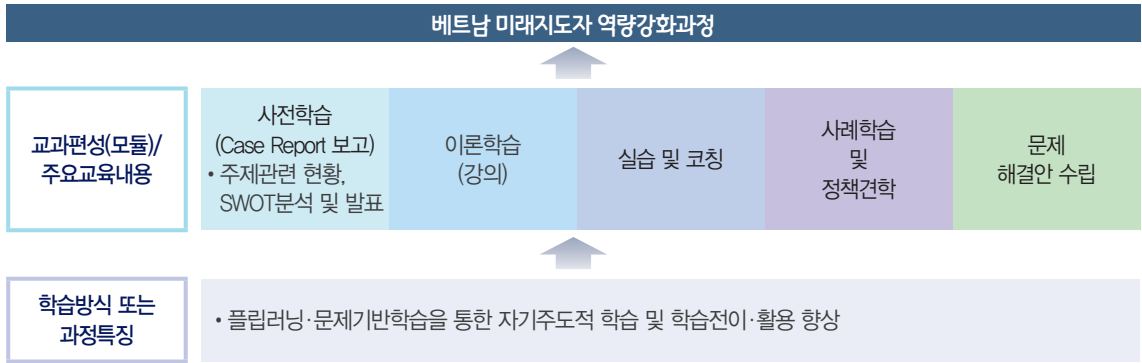 베트남 미래지도자 역량강화과정
교과편성(모듈)/
주요교육내용
사전학습
(Case Report 보고)
• 주제관련 현황,
SWOT분석 및 발표
이론학습
(강의)
실습 및 코칭
사례학습
및
정책견학
문제
해결안 수립
학습방식 또는
과정특징
• 플립러닝·문제기반학습을 통한 자기주도적 학습 및 학습전이·활용 향상